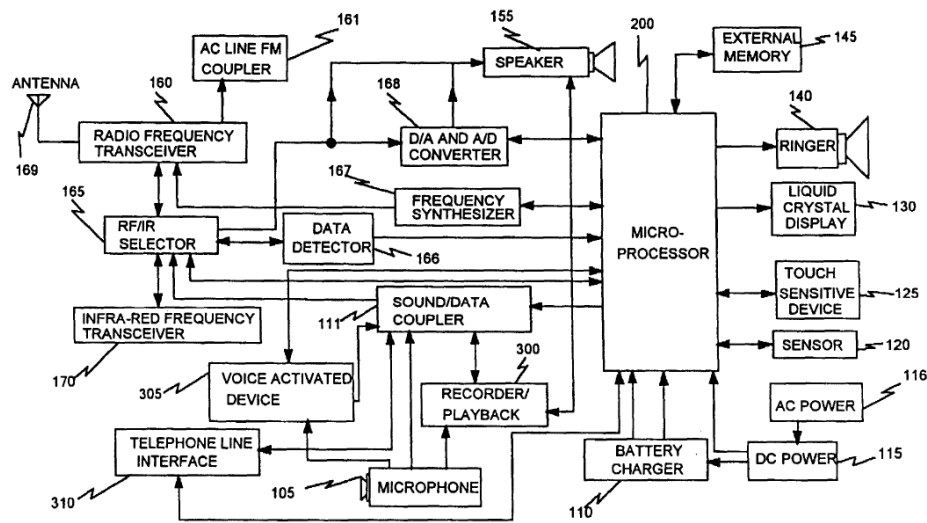 161
155
200
EXTERNAL
MEMORY
145
AC LINE FM
COUPLER
SPEAKER
ANTENNA
160
168
140
RADIO FREQUENCY
TRANSCEIVER
D/A AND A/D
CONVERTER
RINGER
169
167
165
FREQUENCY
SYNTHESIZER
LIQUID
CRYSTAL
DISPLAY
130
RF/IR
SELECTOR
DATA
DETECTOR
166
MICRO-
PROCESSOR
TOUCH
SENSITIVE
DEVICE
125
INFRA-RED FREQUENCY
TRANSCEIVER
111
SOUND/DATA
COUPLER
170
300
SENSOR
120
305
VOICE ACTIVATED
DEVICE
RECORDER/
PLAYBACK
116
AC POWER
TELEPHONE LINE
INTERFACE
BATTERY
CHARGER
DC POWER
115
310
105
MICROPHONE
110